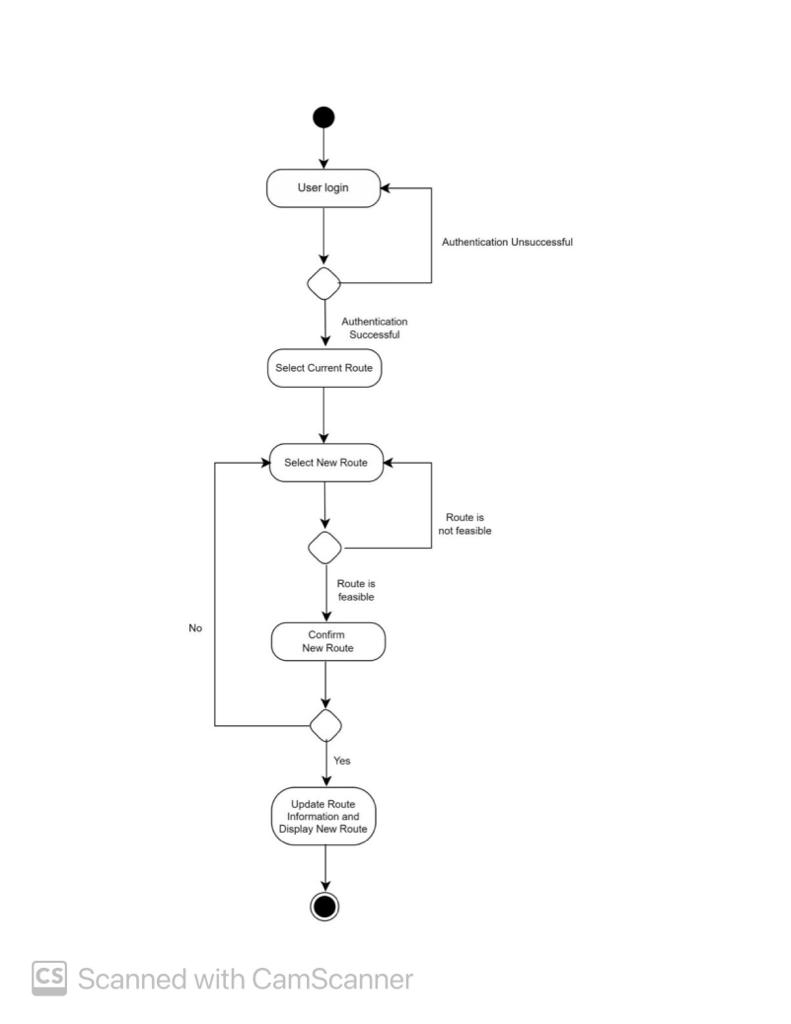 User login
Authentication Unsuccessful
Authentication
Successful
Select Current Route
Select New Route
Route is
not feasible
Route is
feasible
No
Confirm
New Route
Yes
Update Route
Information and
Display New Route
CS Scanned with CamScanner